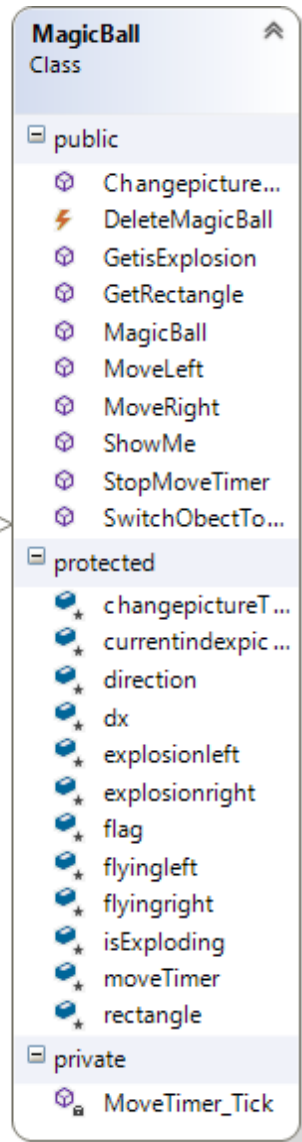 MagicBall
Class
public
Changepicture...
DeleteMagicBall
GetisExplosion
GetRectangle
MagicBall
MoveLeft
MoveRight
ShowMe
StopMoveTimer
SwitchObectTo...
protected
changepictureT...
currentindexpic...
direction
dx
explosionleft
explosionright
flag
flyingleft
flyingright
isExploding
moveTimer
rectangle
private
MoveTimer_Tick